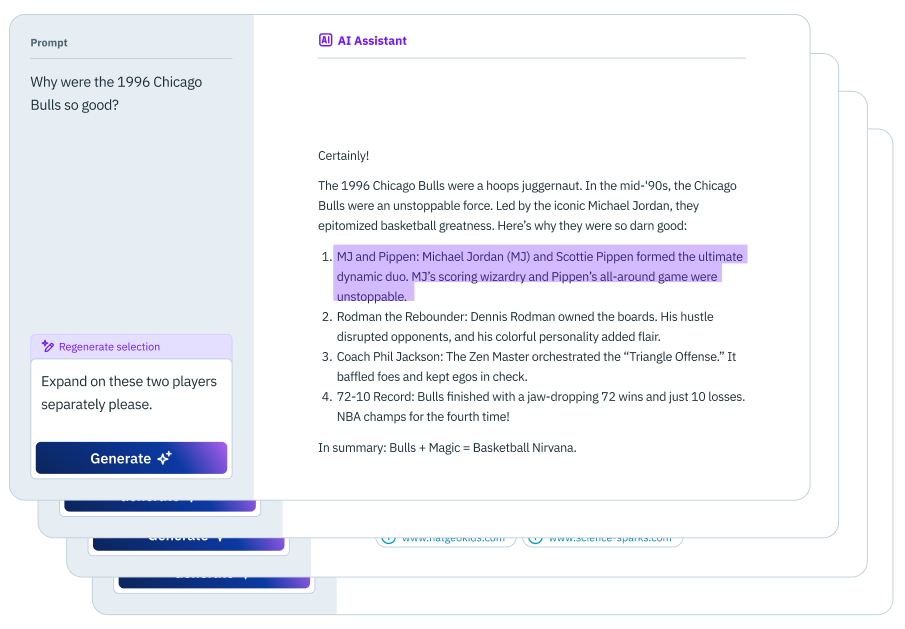 Prompt
Why were the 1996 Chicago
Bulls so good?
Regenerate selection
Expand on these two players
separately please.
Generate
AI AI Assistant
Certainly!
The 1996 Chicago Bulls were a hoops juggernaut. In the mid-'90s, the Chicago
Bulls were an unstoppable force. Led by the iconic Michael Jordan, they
epitomized basketball greatness. Here’s why they were so darn good:
1. MJ and Pippen: Michael Jordan (MJ) and Scottie Pippen formed the ultimate
dynamic duo. MJ’s scoring wizardry and Pippen’s all-around game were
unstoppable.
2. Rodman the Rebounder: Dennis Rodman owned the boards. His hustle
disrupted opponents, and his colorful personality added flair.
3. Coach Phil Jackson: The Zen Master orchestrated the “Triangle Offense.” It
baffled foes and kept egos in check.
4. 72-10 Record: Bulls finished with a jaw-dropping 72 wins and just 10 losses.
NBA champs for the fourth time!
In summary: Bulls + Magic = Basketball Nirvana.
Generate
www.natgeokids.com www.science-sparks.com